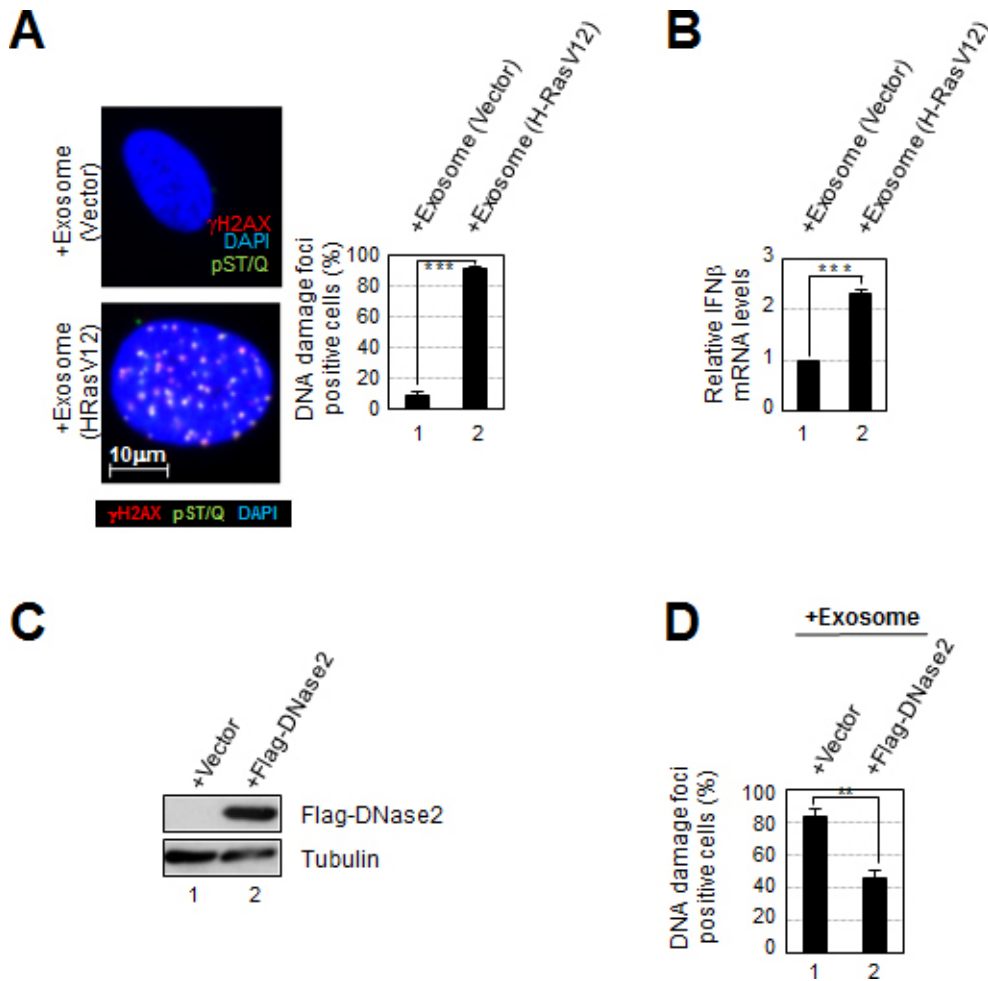 A
+Exosome
(Vector)
γH2AX
DAPI
pST/Q
+Exosome
(HRasV12)
10μm
γH2AX pST/Q DAPI
+Exosome (Vector)
+Exosome (H-RasV12)
DNA damage foci
positive cells (%)
100
80
60
40
20
0
***
1 2
B
+Exosome (Vector)
+Exosome (H-RasV12)
Relative IFNβ
mRNA levels
3
2
1
0
***
1 2
C
+Vector
+Flag-DNase2
Flag-DNase2
Tubulin
1 2
D
+Exosome
+Vector
+Flag-DNase2
DNA damage foci
positive cells (%)
100
80
60
40
20
0
**
1 2